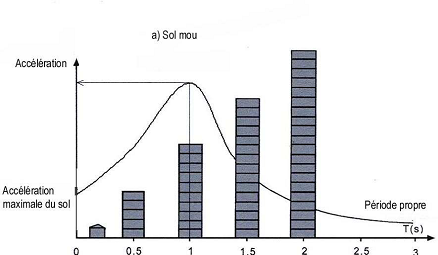 a) Sol mou
Accélération
Accélération
maximale du sol
Période propre
T(s)
0 0.5 1 1.5 2 2.5 3